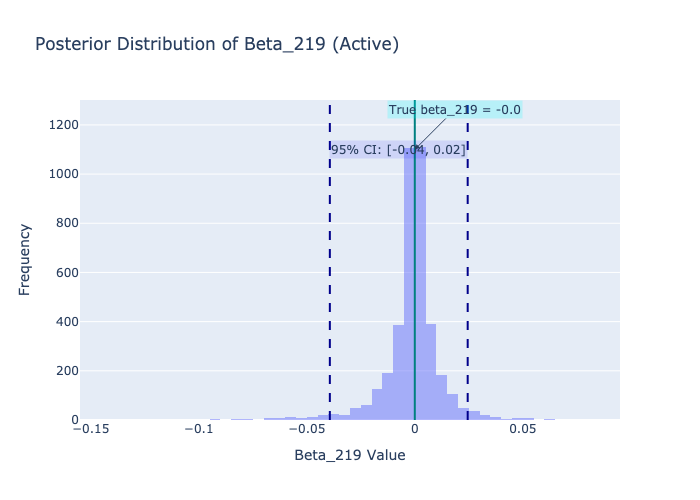 Posterior Distribution of Beta_219 (Active)
True beta_219 = -0.0
95% CI: [-0.04, 0.02]
Frequency
1200
1000
800
600
400
200
0
−0.15
−0.1
−0.05
0
0.05
Beta_219 Value